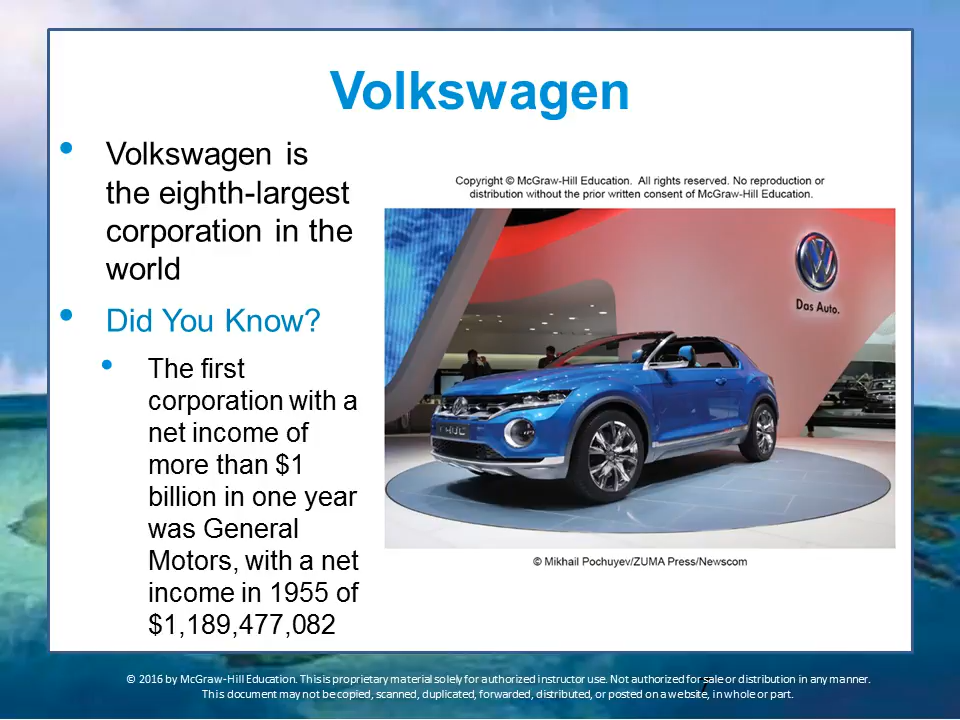 Volkswagen
Volkswagen is
the eighth-largest
corporation in the
world
Did You Know?
The first
corporation with a
net income of
more than $1
billion in one year
was General
Motors, with a net
income in 1955 of
$1,189,477,082
Copyright © McGraw-Hill Education. All rights reserved. No reproduction or
distribution without the prior written consent of McGraw-Hill Education.
Das Auto.
© Mikhail Pochuyev/ZUMA Press/Newscom
© 2016 by McGraw-Hill Education. This is proprietary material solely for authorized instructor use. Not authorized for sale or distribution in any manner.
This document may not be copied, scanned, duplicated, forwarded, distributed, or posted on a website, in whole or part.